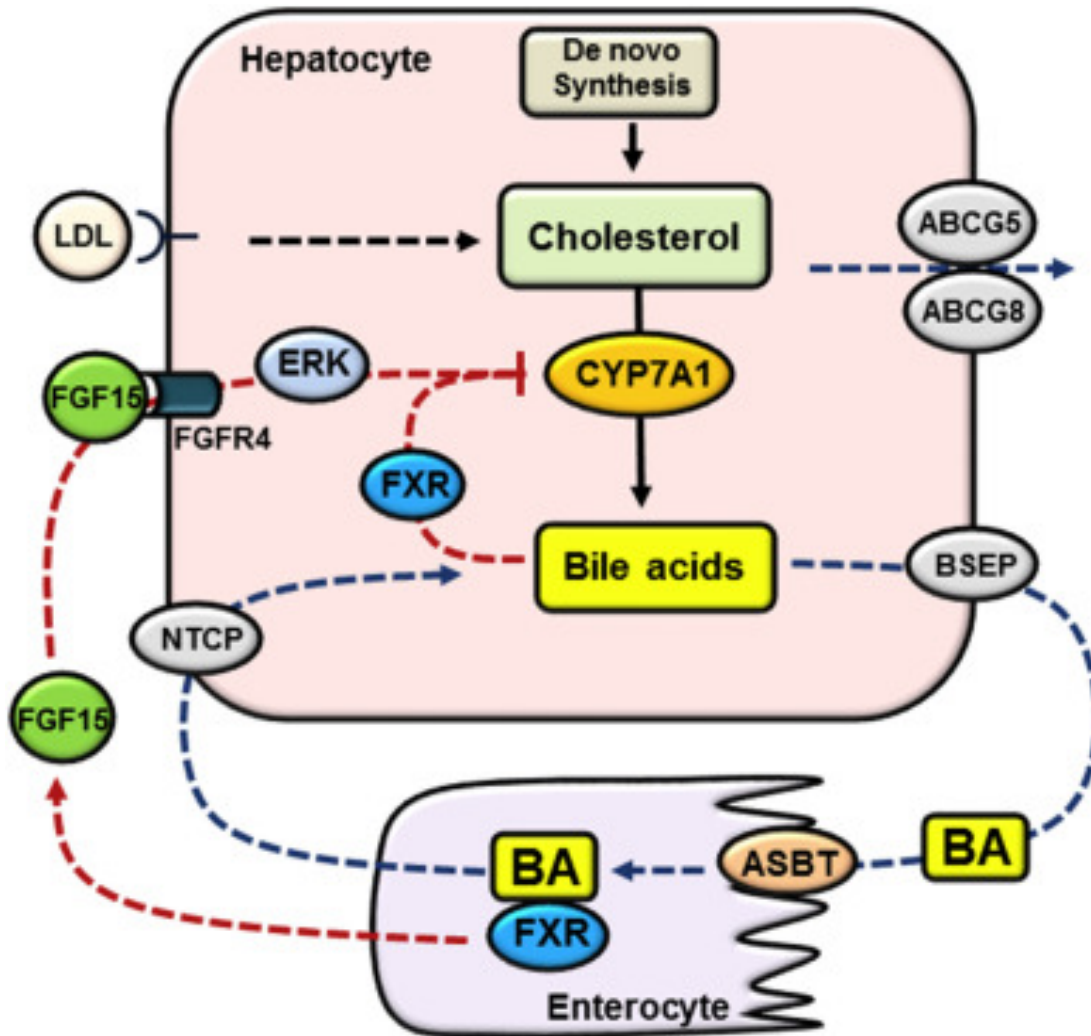 Hepatocyte
De novo
Synthesis
LDL
Cholesterol
ABCG5
ABCG8
ERK
CYP7A1
FGF15
FGFR4
FXR
Bile acids
BSEP
NTCP
FGF15
BA
ASBT
BA
FXR
Enterocyte